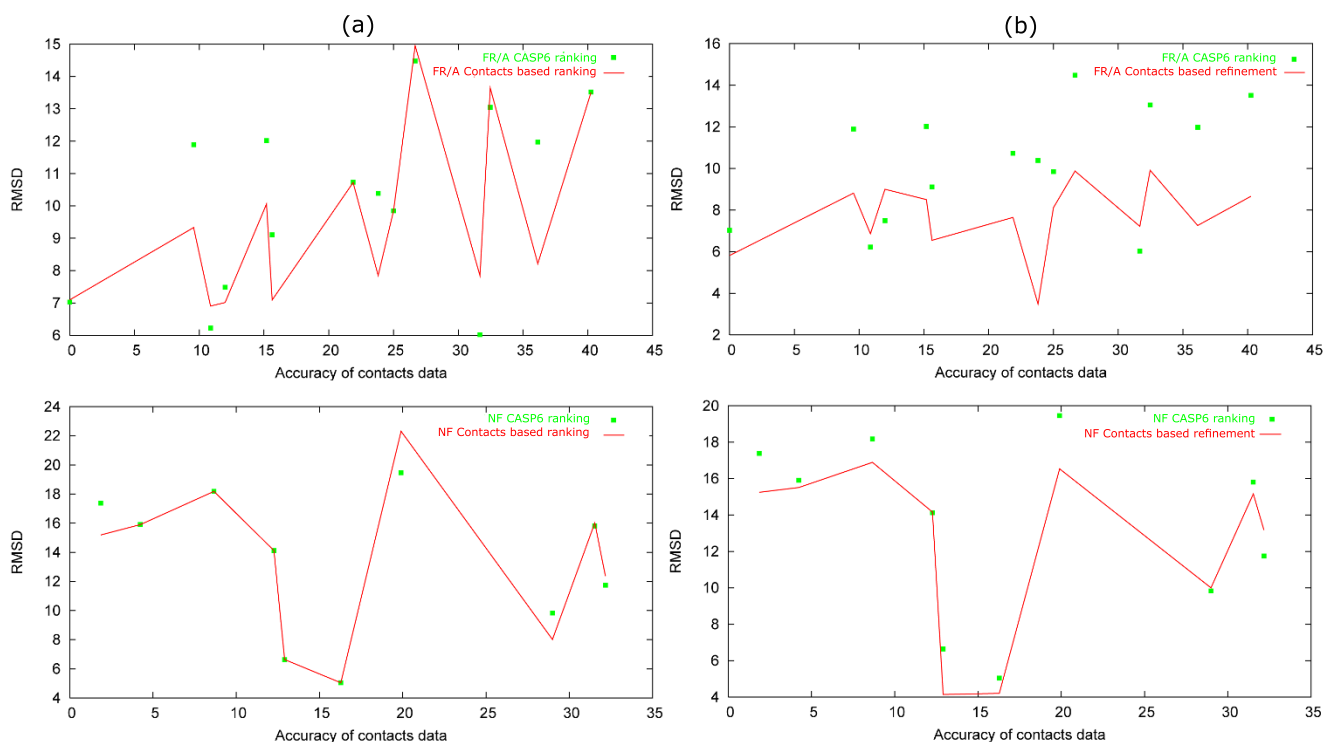 (a)
15
14
13
12
11
10
9
8
7
6
RMSD
FR/A CASP6 ranking
FR/A Contacts based ranking
0 5 10 15 20 25 30 35 40 45
Accuracy of contacts data
(b)
16
14
12
10
8
6
4
2
RMSD
FR/A CASP6 ranking
FR/A Contacts based refinement
0 5 10 15 20 25 30 35 40 45
Accuracy of contacts data
24
22
20
18
16
14
12
10
8
6
4
RMSD
NF CASP6 ranking
NF Contacts based ranking
0 5 10 15 20 25 30 35
Accuracy of contacts data
20
18
16
14
12
10
8
6
4
RMSD
NF CASP6 ranking
NF Contacts based refinement
0 5 10 15 20 25 30 35
Accuracy of contacts data